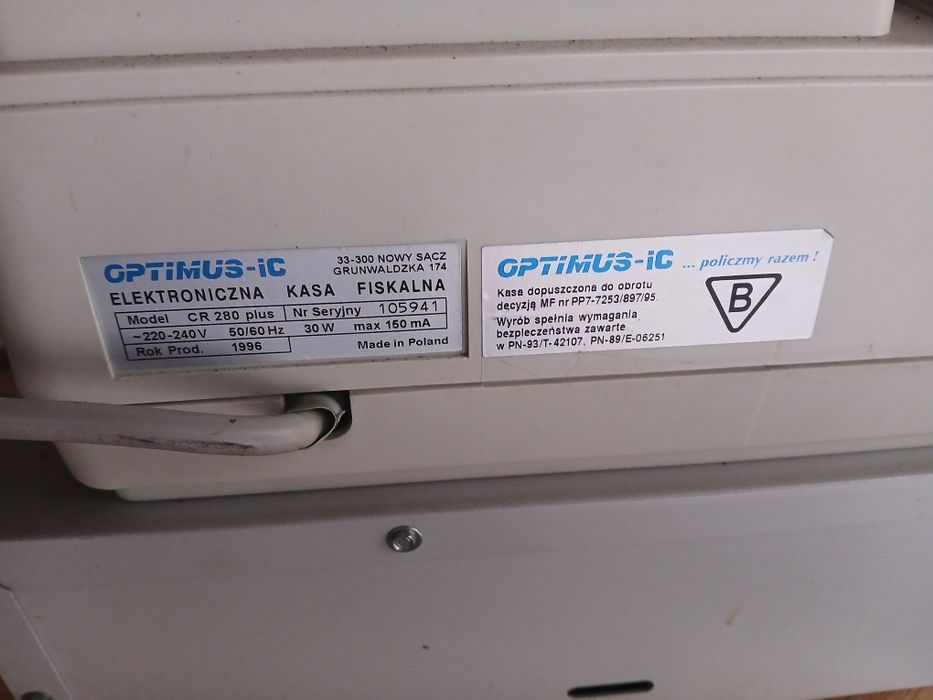 OPTIMUS-IC
33-300 NOWY SĄCZ
GRUNWALDZKA 174
ELEKTRONICZNA KASA FISKALNA
Model CR 280 plus Nr Seryjny 105941
~220-240V 50/60 Hz 30W max 150 mA
Rok Prod. 1996 Made in Poland
OPTIMUS-IC ... policzmy razem !
Kasa dopuszczona do obrotu
decyzją MF nr PP7-7253/897/95.
Wyrób spełnia wymagania
bezpieczeństwa zawarte
w PN-93/T-42107, PN-89/E-06251
B